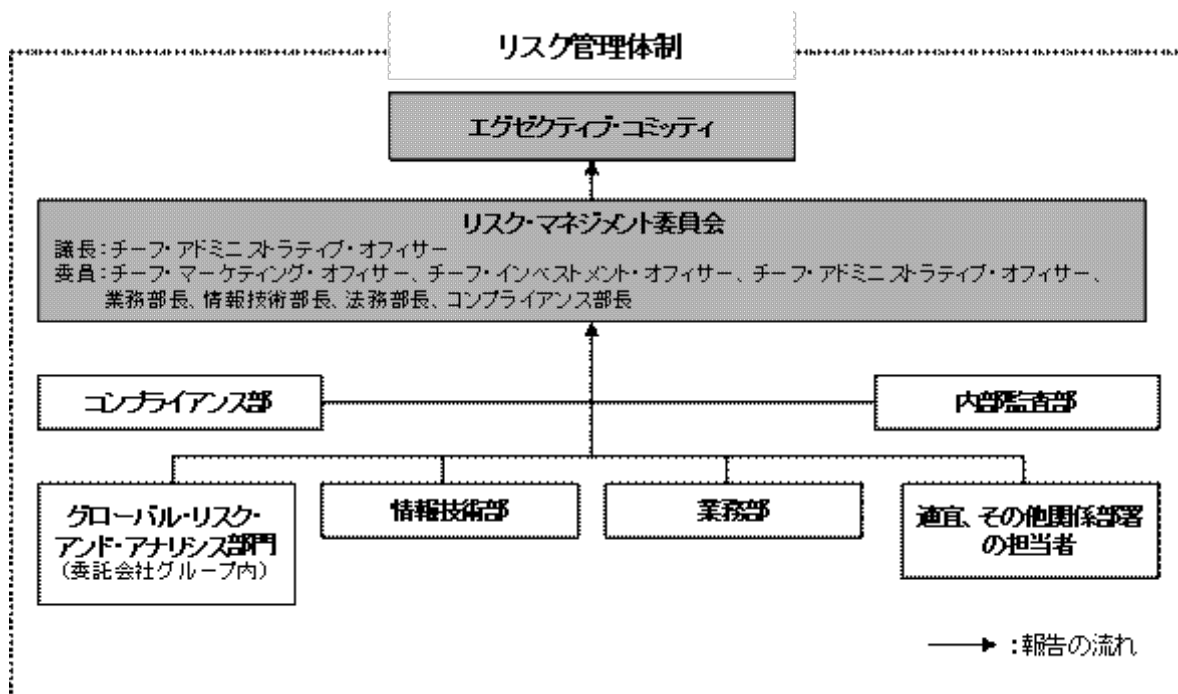 リスク管理体制
エグゼクティブ・コミッティ
リスク・マネジメント委員会
議長：チーフ・アドミニストラティブ・オフィサー
委員：チーフ・マーケティング・オフィサー、チーフ・インベストメント・オフィサー、チーフ・アドミニストラティブ・オフィサー、
業務部長、情報技術部長、法務部長、コンプライアンス部長
コンプライアンス部
内部監査部
グローバル・リスク・
アンド・アナリシス部門
（委託会社グループ内）
情報技術部
業務部
適宜、その他関係部署
の担当者
：報告の流れ